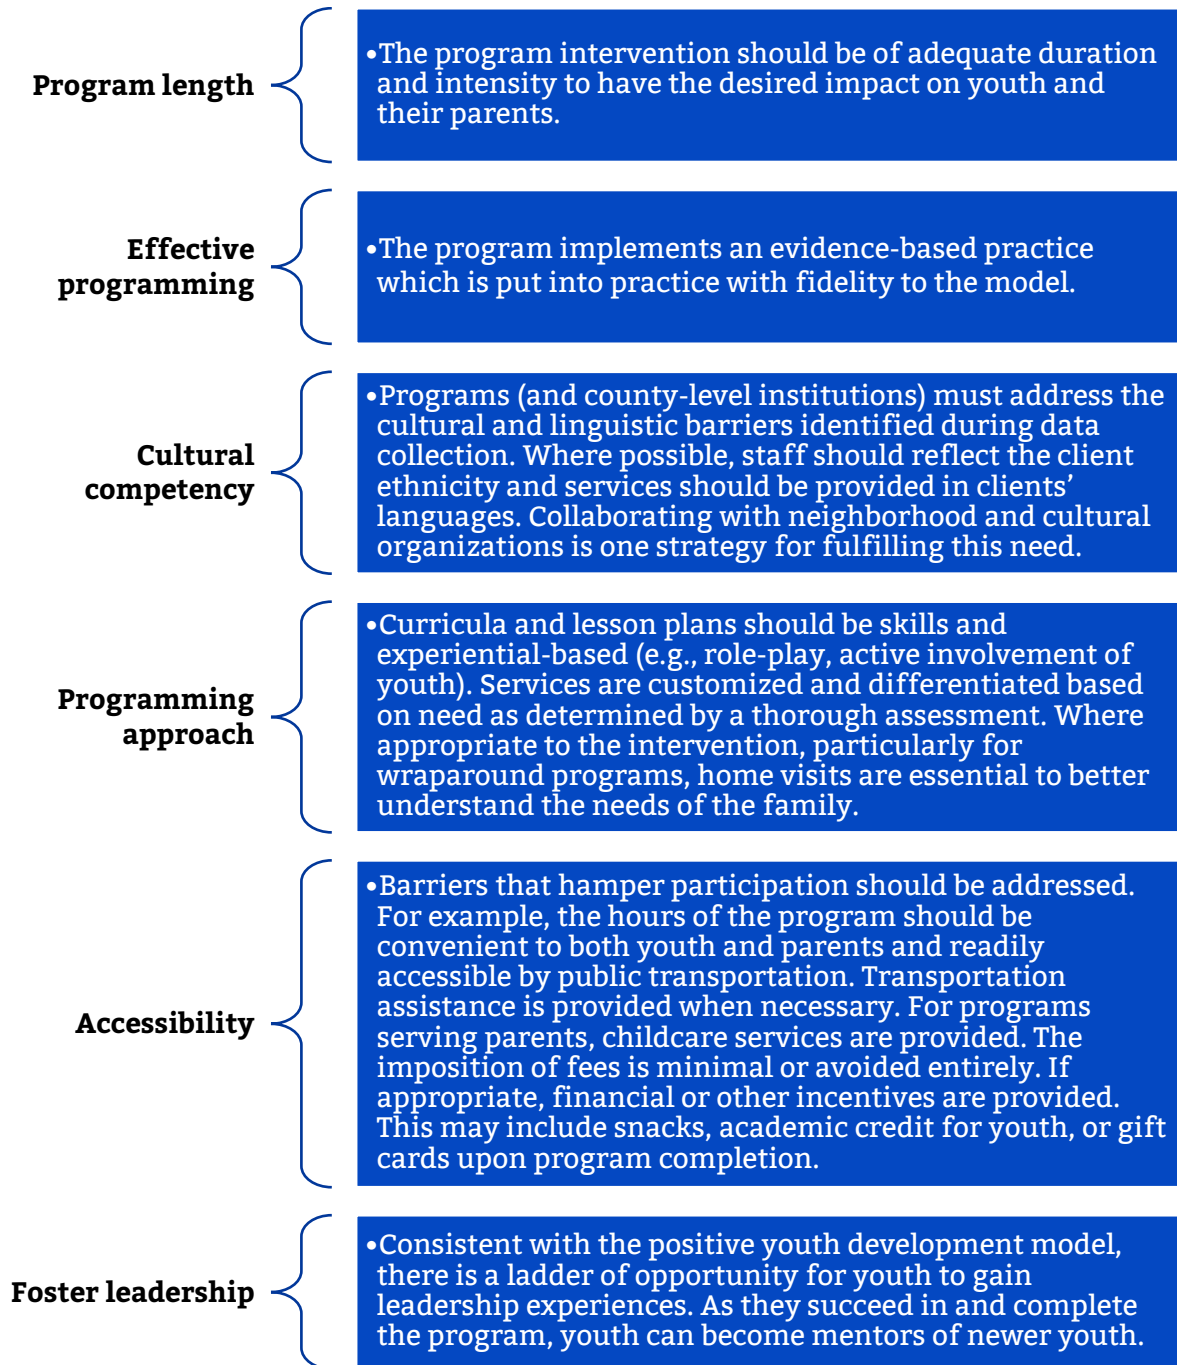 Program length
•The program intervention should be of adequate duration
and intensity to have the desired impact on youth and
their parents.
Effective
programming
•The program implements an evidence-based practice
which is put into practice with fidelity to the model.
Cultural
competency
•Programs (and county-level institutions) must address the
cultural and linguistic barriers identified during data
collection. Where possible, staff should reflect the client
ethnicity and services should be provided in clients’
languages. Collaborating with neighborhood and cultural
organizations is one strategy for fulfilling this need.
Programming
approach
•Curricula and lesson plans should be skills and
experiential-based (e.g., role-play, active involvement of
youth). Services are customized and differentiated based
on need as determined by a thorough assessment. Where
appropriate to the intervention, particularly for
wraparound programs, home visits are essential to better
understand the needs of the family.
Accessibility
•Barriers that hamper participation should be addressed.
For example, the hours of the program should be
convenient to both youth and parents and readily
accessible by public transportation. Transportation
assistance is provided when necessary. For programs
serving parents, childcare services are provided. The
imposition of fees is minimal or avoided entirely. If
appropriate, financial or other incentives are provided.
This may include snacks, academic credit for youth, or gift
cards upon program completion.
Foster leadership
•Consistent with the positive youth development model,
there is a ladder of opportunity for youth to gain
leadership experiences. As they succeed in and complete
the program, youth can become mentors of newer youth.